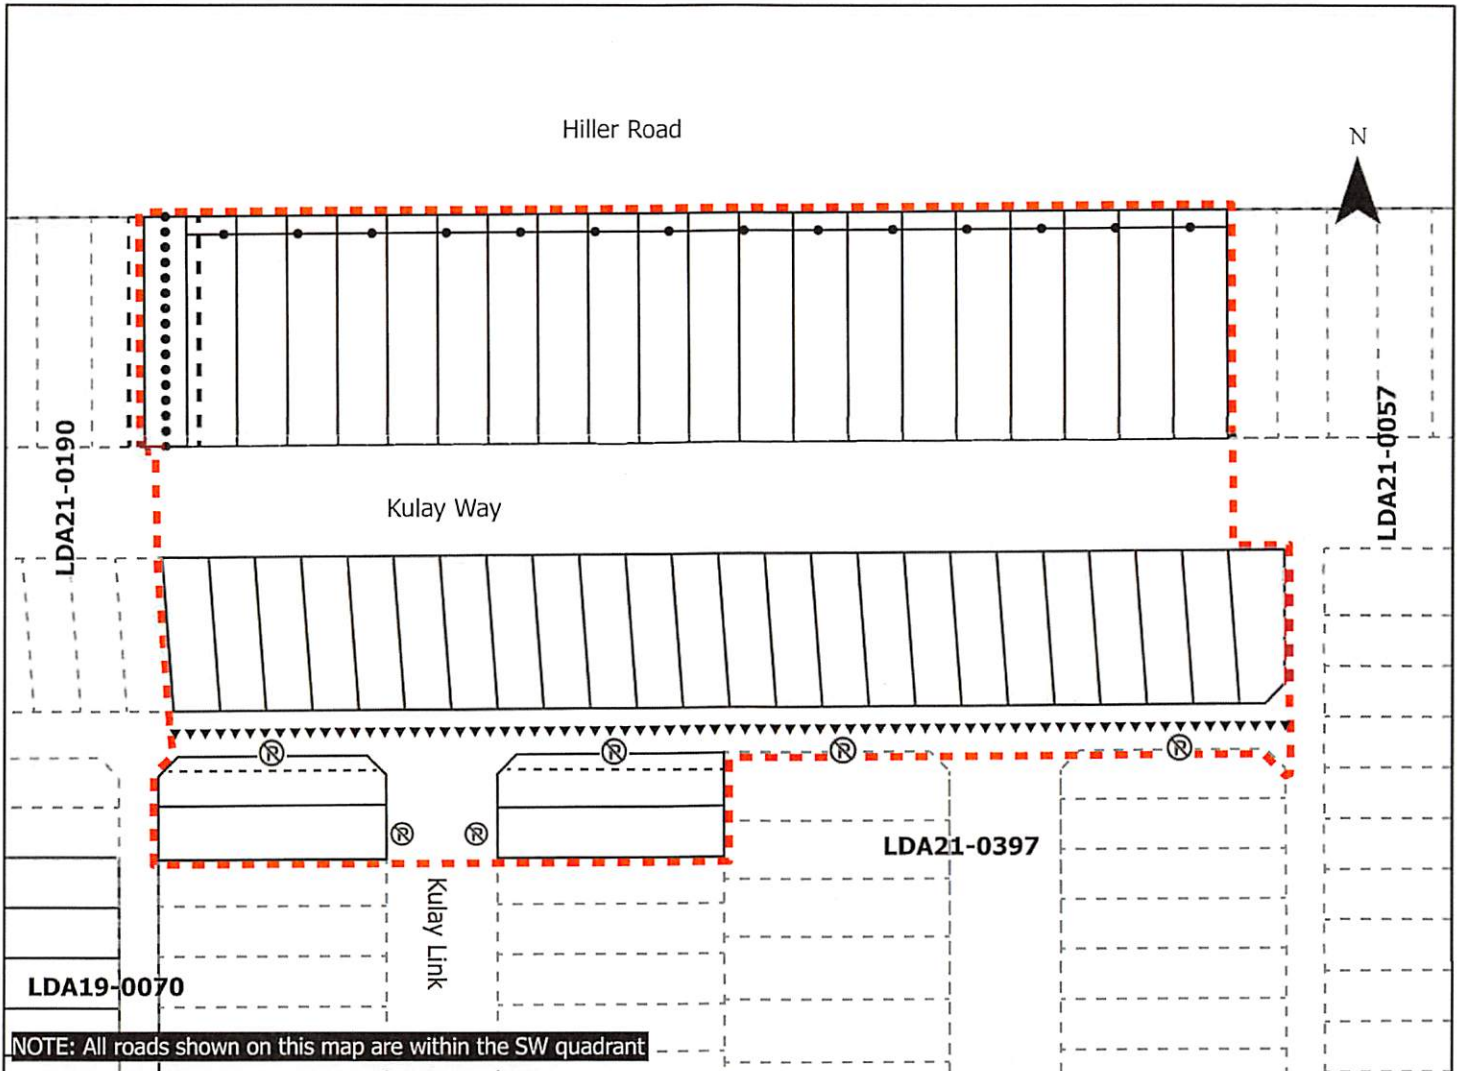 Hiller Road
N
LDA21-0190
LDA21-0057
Kulay Way
LDA21-0397
Kulay Link
LDA19-0070
NOTE: All roads shown on this map are within the SW quadrant